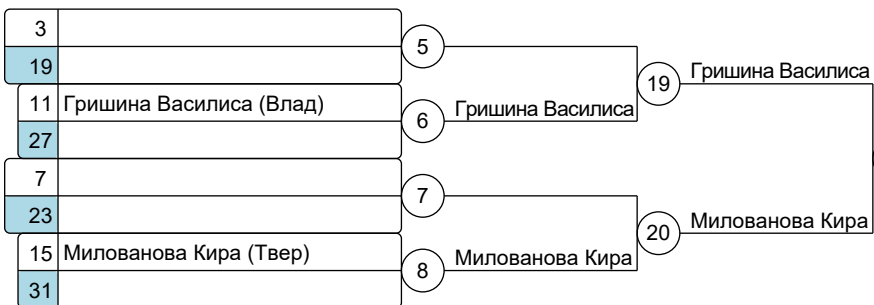 3
5
19
19 Гришина Василиса
11 Гришина Василиса (Влад)
6 Гришина Василиса
27
7
7
23
20 Милованова Кира
15 Милованова Кира (Твер)
8 Милованова Кира
31